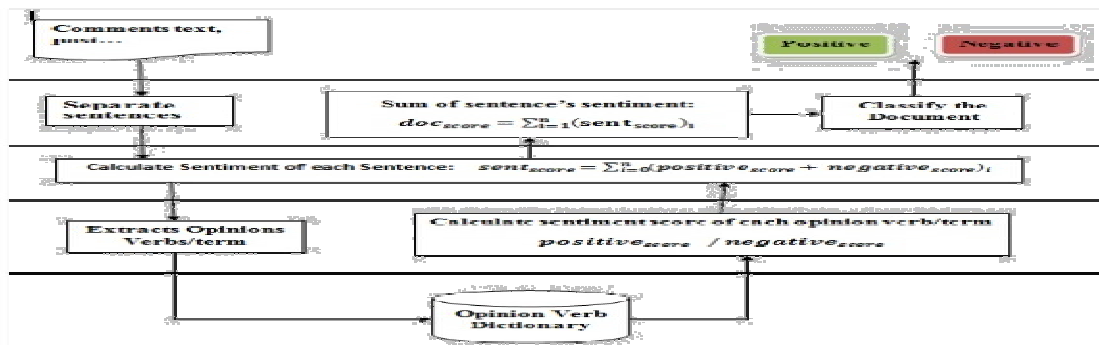 Comments text,
Positive
Negative
Separate
sentences
Sum of sentence's sentiment:
doc_score = ∑_{i=1}^{n}(sent_score)_i
Classify the
Document
Calculate Sentiment of each Sentence: sent_score = ∑_{i=0}^{n}(positive_score + negative_score)_i
Extracts Opinions
Verbs/term
Calculate sentiment score of each opinion verb/term
positive_score / negative_score
Opinion Verb
Dictionary